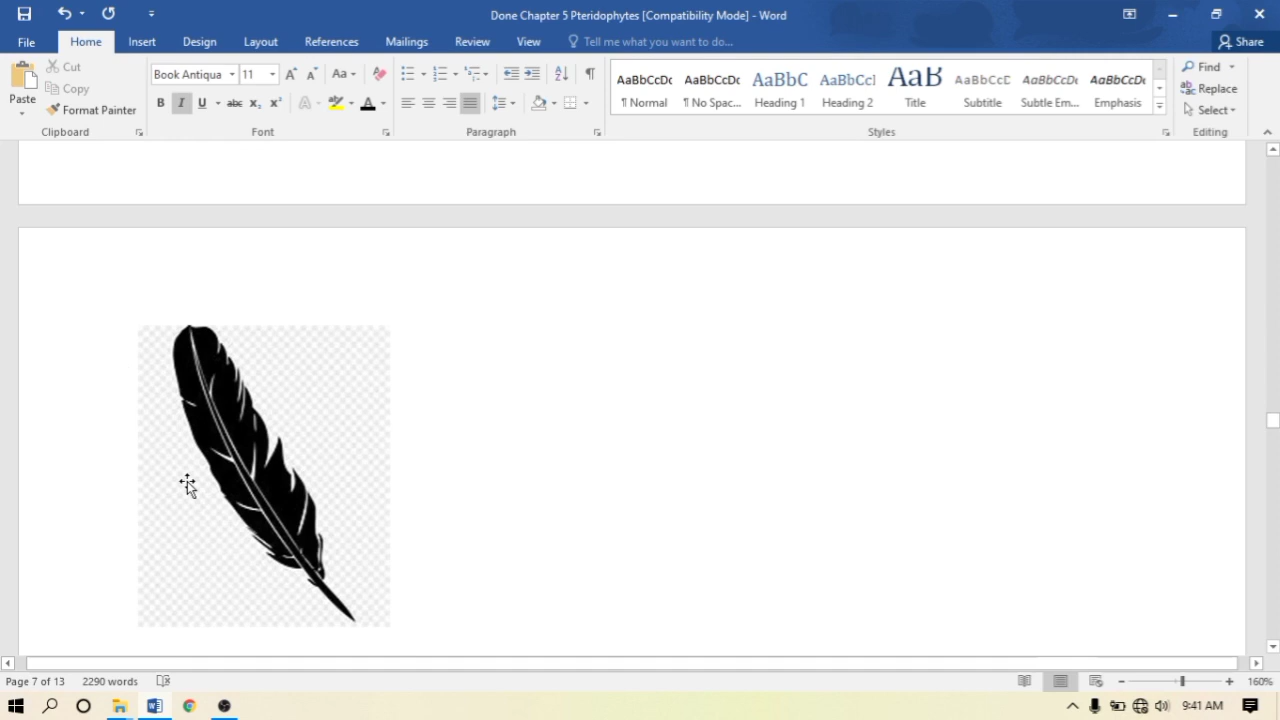 Done Chapter 5 Pteridophytes [Compatibility Mode] - Word
File Home Insert Design Layout References Mailings Review View Tell me what you want to do... Share
Paste
Cut
Copy
Format Painter
Clipboard
Book Antiqua 11
Font
Paragraph
AaBbCcDc AaBbCcDc AaBbC AaBbCcI AaB AaBbCcD AaBbCcDt AaBbCcDt
¶ Normal ¶ No Spac... Heading 1 Heading 2 Title Subtitle Subtle Em... Emphasis
Styles
Find
Replace
Select
Editing
Page 7 of 13 2290 words 160%
9:41 AM